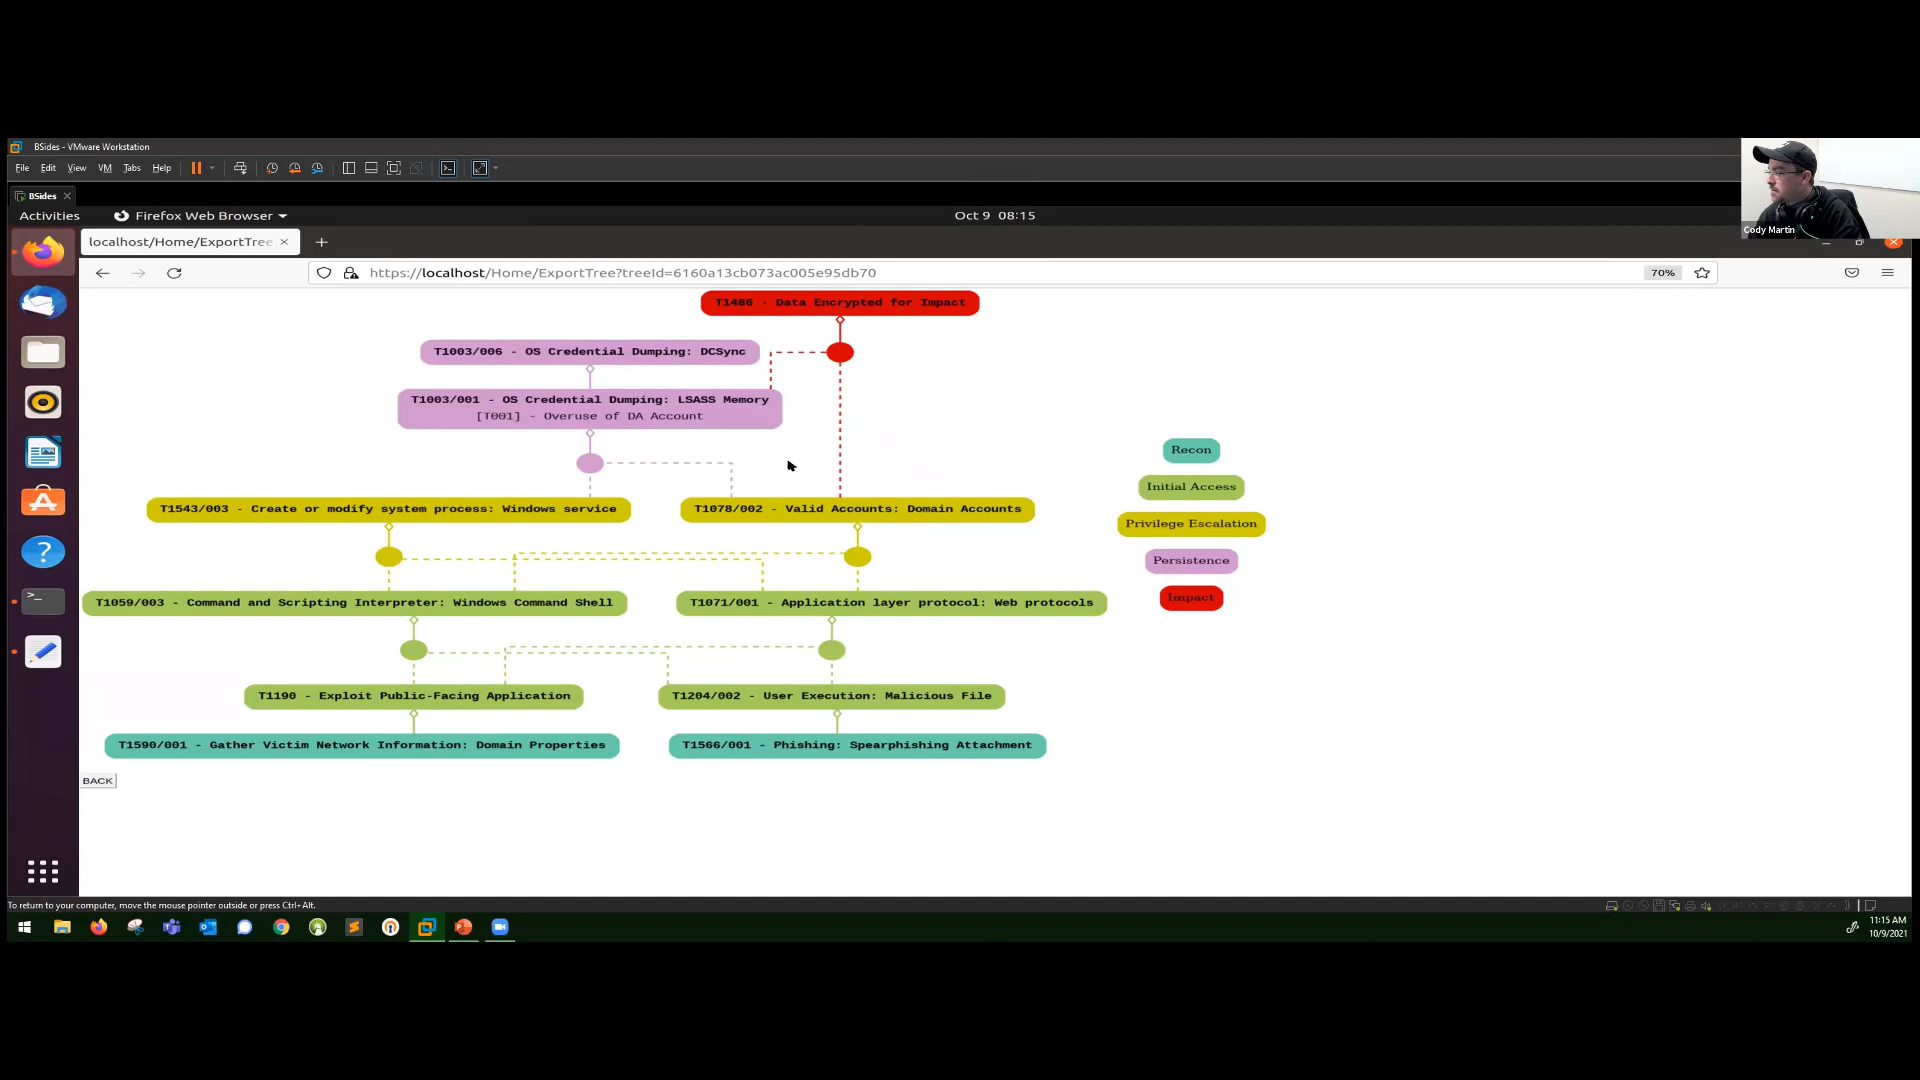 BSides - VMware Workstation
File Edit View VM Tabs Help
BSides
Activities Firefox Web Browser Oct 9 08:15
Cody Martin
localhost/Home/ExportTree
https://localhost/Home/ExportTree?treeId=6160a13cb073ac005e95db70 70%
T1486 - Data Encrypted for Impact
T1003/006 - OS Credential Dumping: DCSync
T1003/001 - OS Credential Dumping: LSASS Memory
[T001] - Overuse of DA Account
Recon
Initial Access
T1543/003 - Create or modify system process: Windows service
T1078/002 - Valid Accounts: Domain Accounts
Privilege Escalation
Persistence
Impact
T1059/003 - Command and Scripting Interpreter: Windows Command Shell
T1071/001 - Application layer protocol: Web protocols
T1190 - Exploit Public-Facing Application
T1204/002 - User Execution: Malicious File
T1590/001 - Gather Victim Network Information: Domain Properties
T1566/001 - Phishing: Spearphishing Attachment
BACK
To return to your computer, move the mouse pointer outside or press Ctrl+Alt.
11:15 AM
10/9/2021